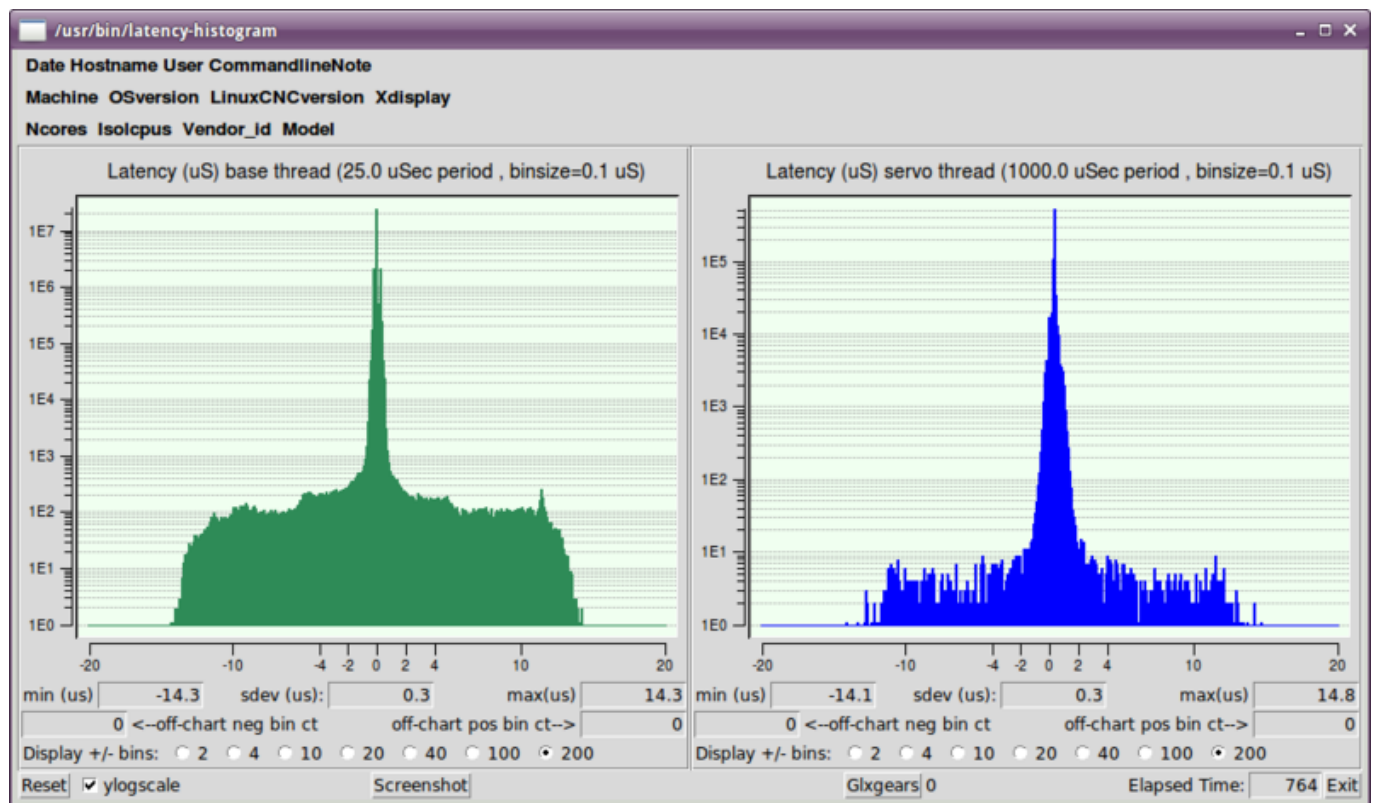 /usr/bin/latency-histogram
Date Hostname User CommandlineNote
Machine OSversion LinuxCNCversion Xdisplay
Ncores Isolcpus Vendor_id Model
Latency (uS) base thread (25.0 uSec period , binsize=0.1 uS)
1E7
1E6
1E5
1E4
1E3
1E2
1E1
1E0
-20 -10 -4 -2 0 2 4 10 20
min (us) -14.3 sdev (us): 0.3 max(us) 14.3
0 <--off-chart neg bin ct off-chart pos bin ct--> 0
Display +/- bins: 2 4 10 20 40 100 200
Latency (uS) servo thread (1000.0 uSec period , binsize=0.1 uS)
1E5
1E4
1E3
1E2
1E1
1E0
-20 -10 -4 -2 0 2 4 10 20
min (us) -14.1 sdev (us): 0.3 max(us) 14.8
0 <--off-chart neg bin ct off-chart pos bin ct--> 0
Display +/- bins: 2 4 10 20 40 100 200
Reset ylogscale Screenshot Glxgears 0 Elapsed Time: 764 Exit